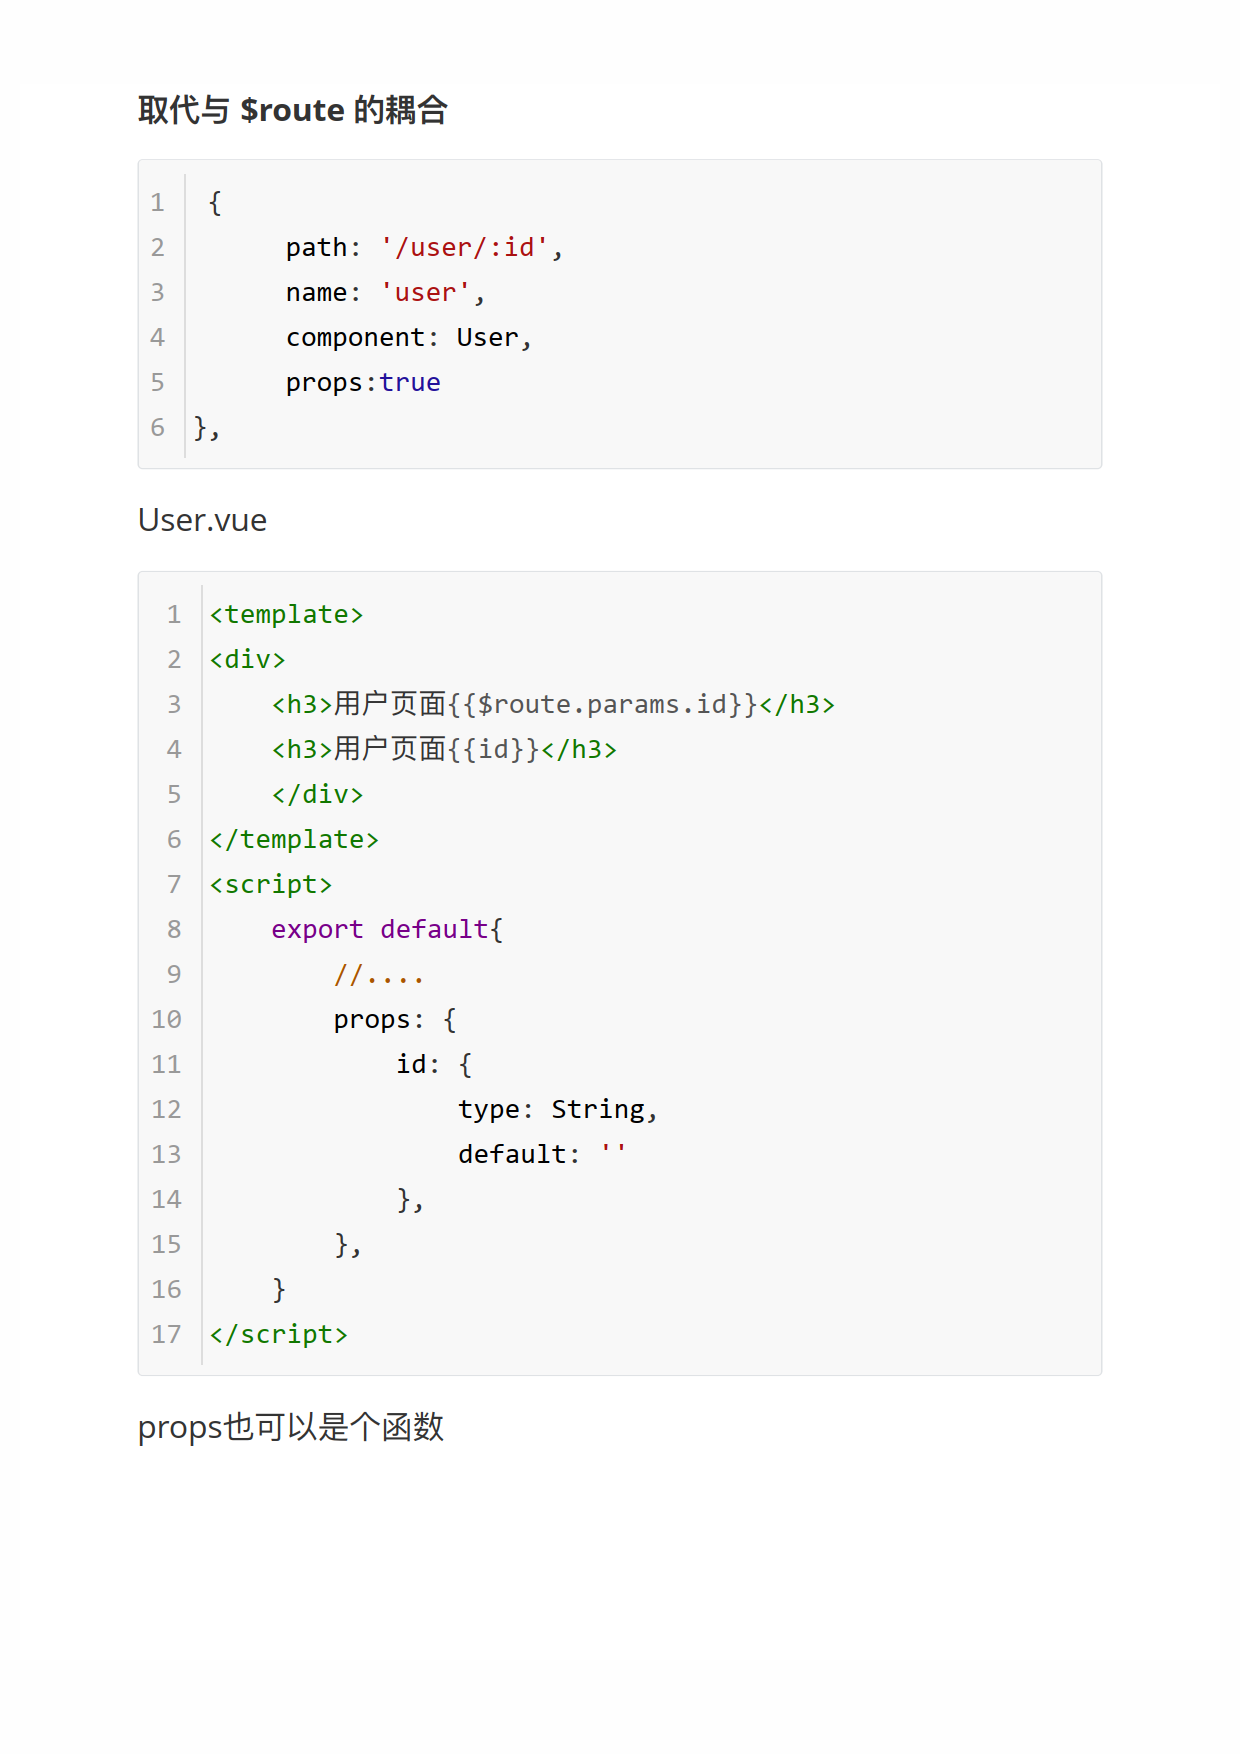 取代与 $route 的耦合
1 {
2 path: '/user/:id',
3 name: 'user',
4 component: User,
5 props:true
6 },
User.vue
1 <template>
2 <div>
3 <h3>用户页面{{$route.params.id}}</h3>
4 <h3>用户页面{{id}}</h3>
5 </div>
6 </template>
7 <script>
8 export default{
9 //....
10 props: {
11 id: {
12 type: String,
13 default: ''
14 },
15 },
16 }
17 </script>
props也可以是个函数